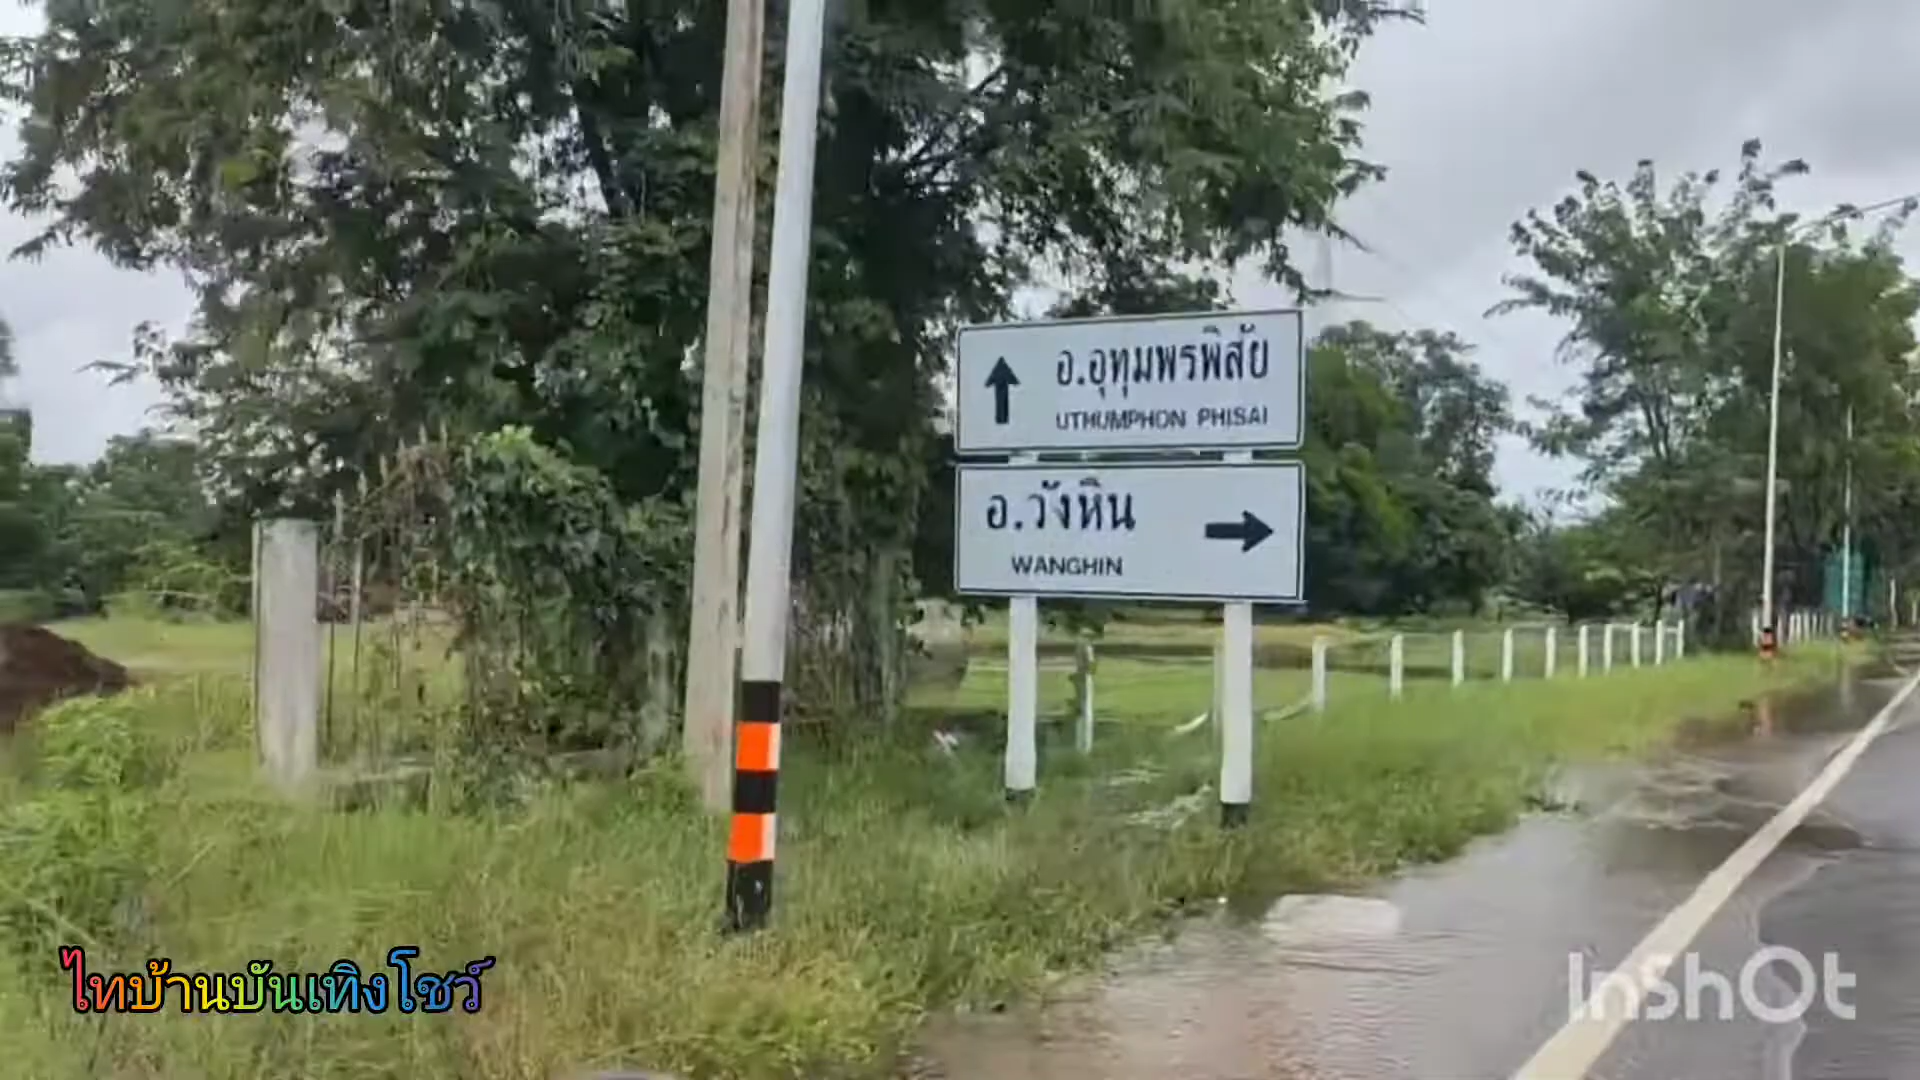 อ.อุทุมพรพิสัย
UTHUMPHON PHISAI
อ.วังหิน
WANGHIN
ไทบ้านบันเทิงโชว์
InShOt